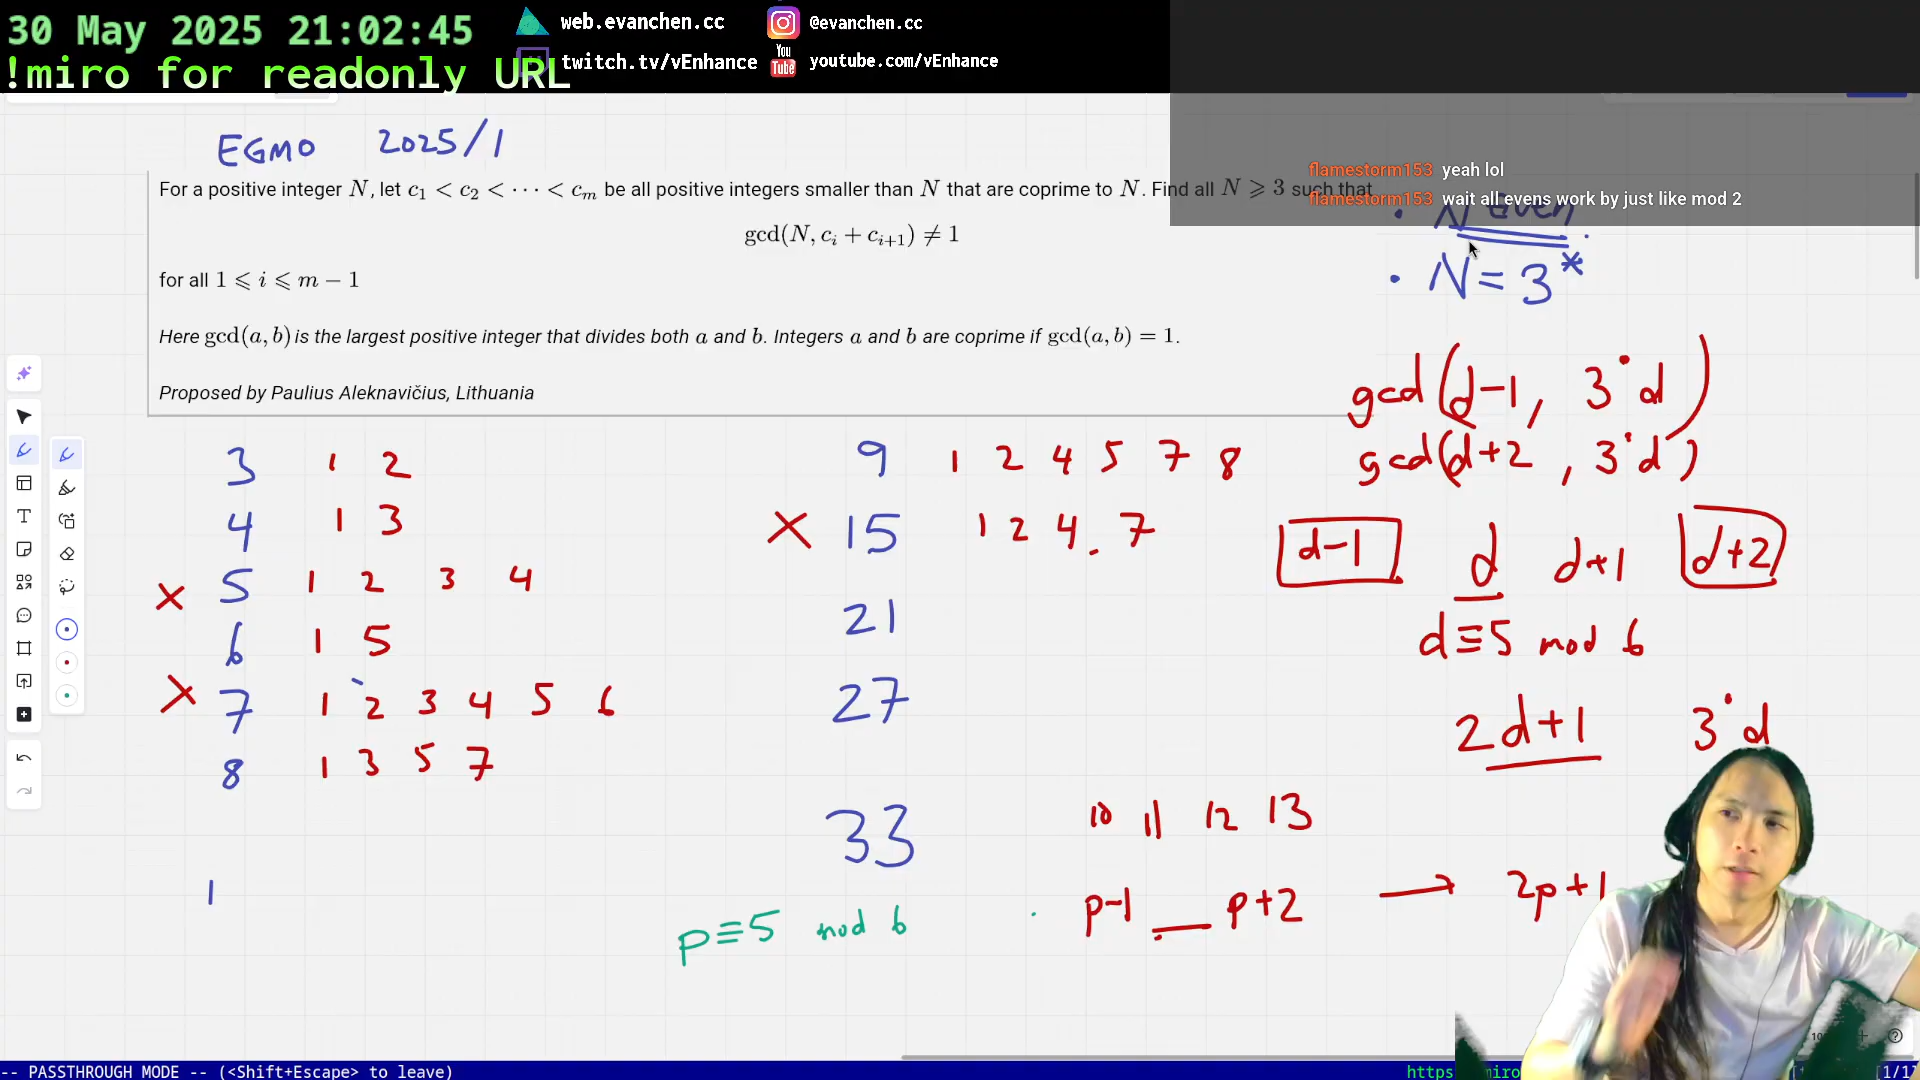 30 May 2025 21:02:45
!miro for readonly URL
web.evanchen.cc
@evanchen.cc
twitch.tv/vEnhance
You Tube
youtube.com/vEnhance
flamestorm153 yeah lol
flamestorm153 wait all evens work by just like mod 2
EGMO 2025/1
For a positive integer N, let c₁ < c₂ < ⋯ < cₘ be all positive integers smaller than N that are coprime to N. Find all N ⩾ 3 such that
gcd(N, cᵢ + cᵢ₊₁) ≠ 1
for all 1 ⩽ i ⩽ m − 1
Here gcd(a, b) is the largest positive integer that divides both a and b. Integers a and b are coprime if gcd(a, b) = 1.
Proposed by Paulius Aleknavičius, Lithuania
• N even
• N = 3*
gcd(d-1, 3˙d)
gcd(d+2, 3˙d)
d-1 d d+1 d+2
d≡5 mod 6
2d+1 3˙d
3 1 2
4 1 3
× 5 1 2 3 4
6 1 5
× 7 1 2 3 4 5 6
8 1 3 5 7
1
9 1 2 4 5 7 8
× 15 1 2 4 7
21
27
33
10 11 12 13
p-1 __ p+2 → 2p+1
p≡5 mod 6
-- PASSTHROUGH MODE -- (<Shift+Escape> to leave)
https
miro
[1/1]